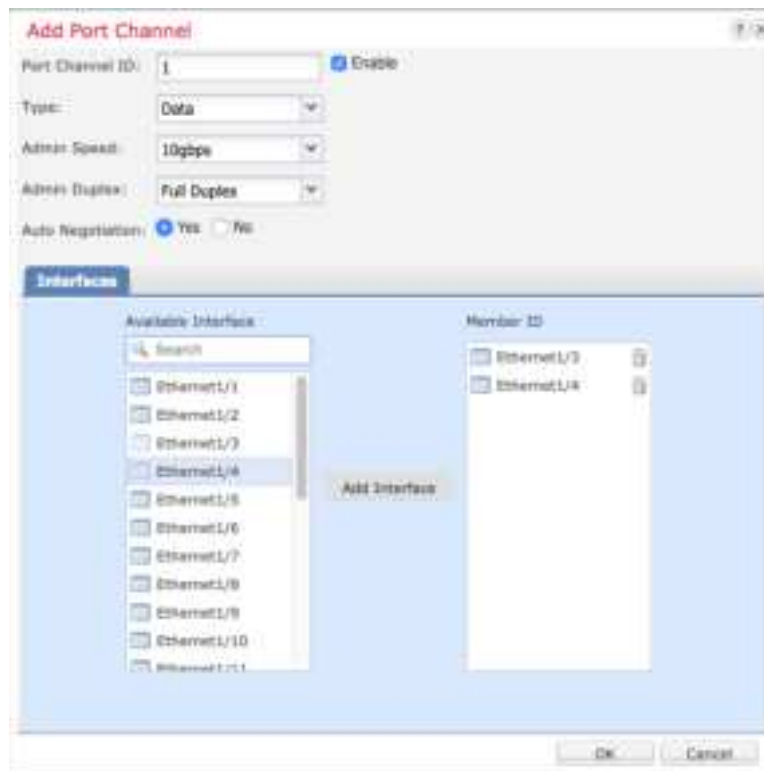 Add Port Channel
? X
Port Channel ID: 1 Enable
Type: Data
Admin Speed: 10gbps
Admin Duplex: Full Duplex
Auto Negotiation: Yes No
Interfaces
Available Interface
Member ID
Search
Ethernet1/1
Ethernet1/2
Ethernet1/3
Ethernet1/4
Ethernet1/5
Ethernet1/6
Ethernet1/7
Ethernet1/8
Ethernet1/9
Ethernet1/10
Ethernet1/11
Add Interface
Ethernet1/3
Ethernet1/4
OK Cancel